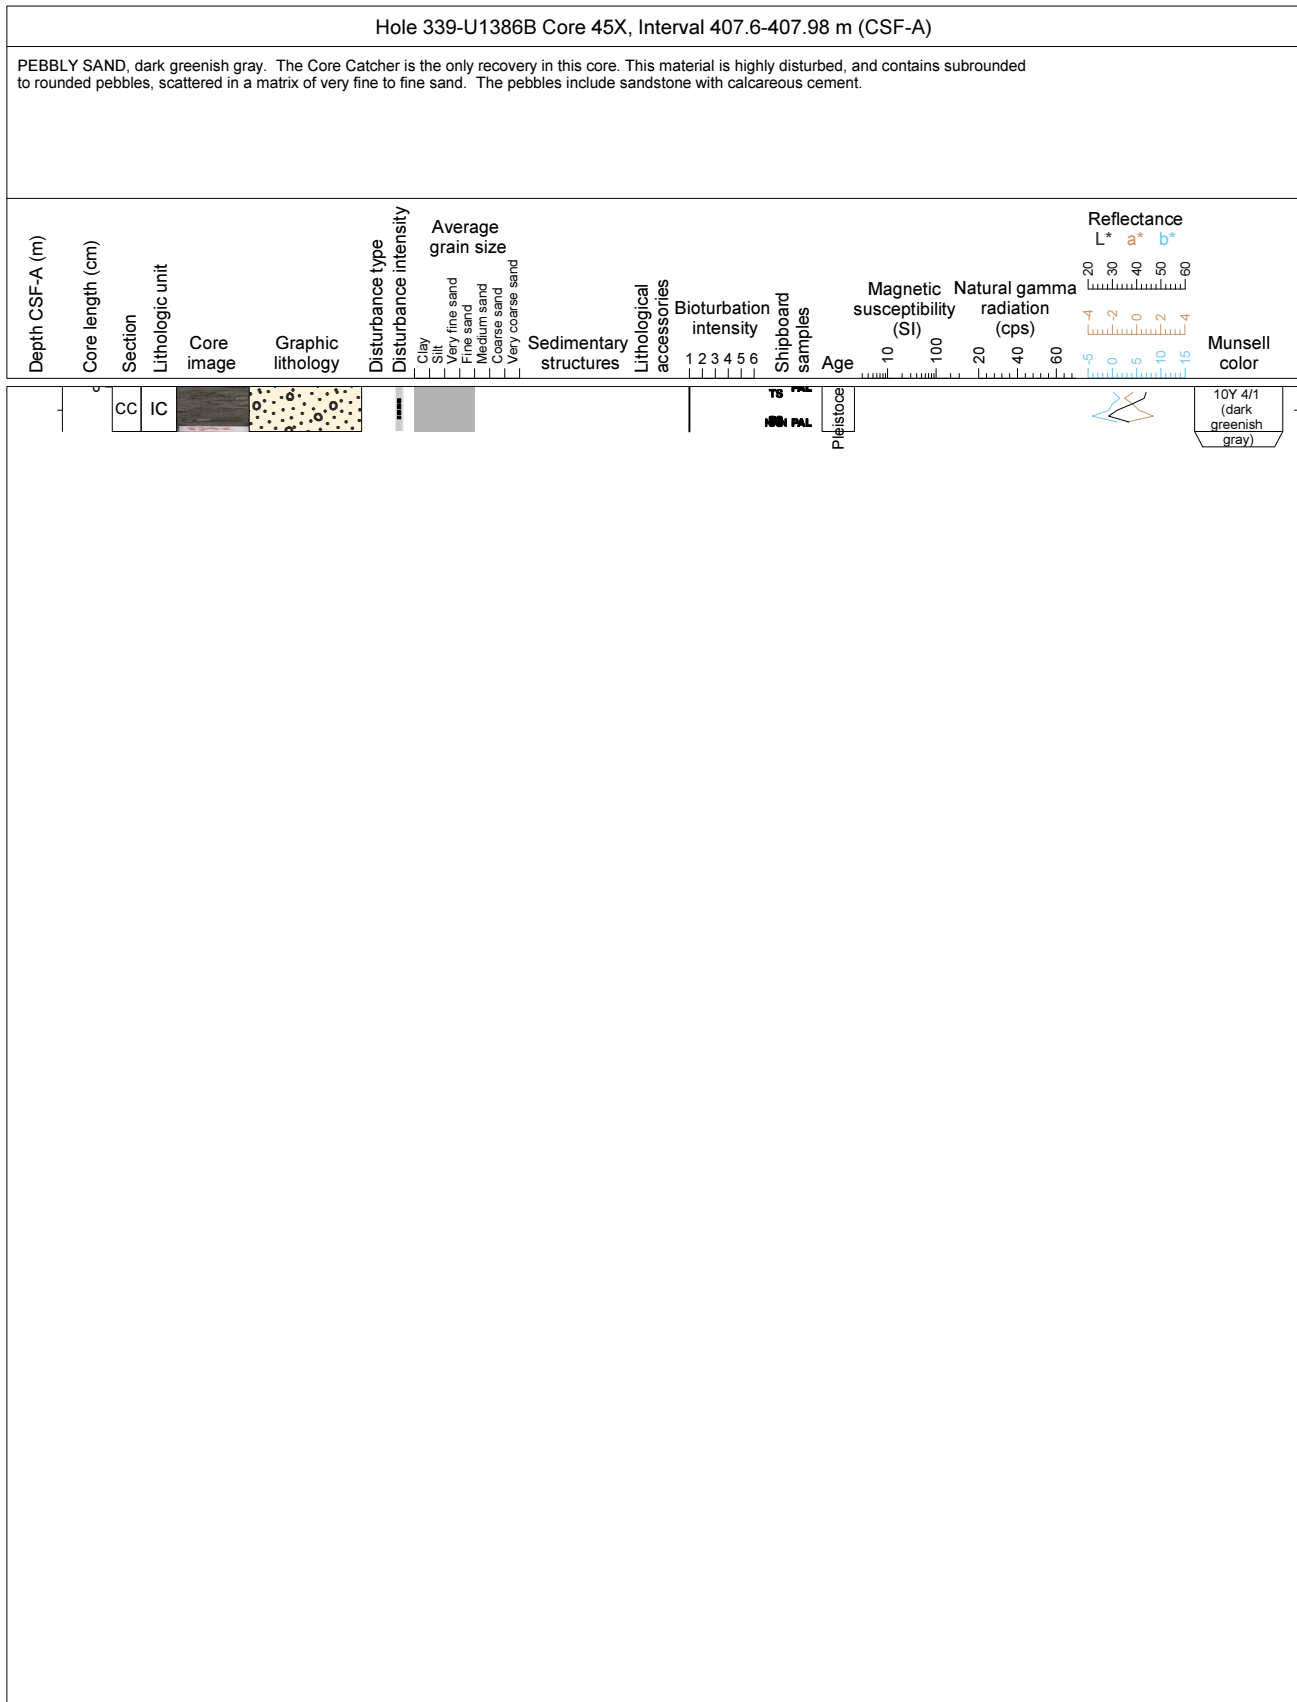 Hole 339-U1386B Core 45X, Interval 407.6-407.98 m (CSF-A)
PEBBLY SAND, dark greenish gray. The Core Catcher is the only recovery in this core. This material is highly disturbed, and contains subrounded
to rounded pebbles, scattered in a matrix of very fine to fine sand. The pebbles include sandstone with calcareous cement.
Depth CSF-A (m)
Core length (cm)
Section
Lithologic unit
Core
image
Graphic
lithology
Disturbance type
Disturbance intensity
Average
grain size
Clay
Silt
Very fine sand
Fine sand
Medium sand
Coarse sand
Very coarse sand
Sedimentary
structures
Lithological
accessories
Bioturbation
intensity
1 2 3 4 5 6
Shipboard
samples
Age
Magnetic
susceptibility
(SI)
10 100
Natural gamma
radiation
(cps)
20 40 60
Reflectance
L* a* b*
20 30 40 50 60
-4 -2 0 2 4
-5 0 5 10 15
Munsell
color
0
CC
IC
TS
PAL
PAL
Pleistoce
10Y 4/1
(dark
greenish
gray)